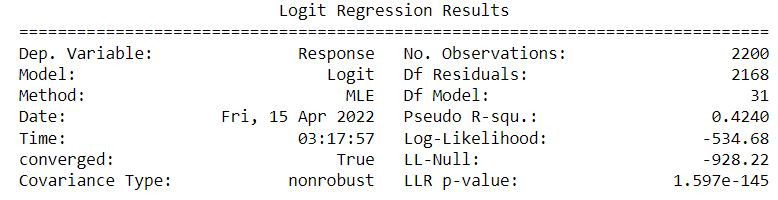 Logit Regression Results
==============================================================================
Dep. Variable: Response No. Observations: 2200
Model: Logit Df Residuals: 2168
Method: MLE Df Model: 31
Date: Fri, 15 Apr 2022 Pseudo R-squ.: 0.4240
Time: 03:17:57 Log-Likelihood: -534.68
converged: True LL-Null: -928.22
Covariance Type: nonrobust LLR p-value: 1.597e-145